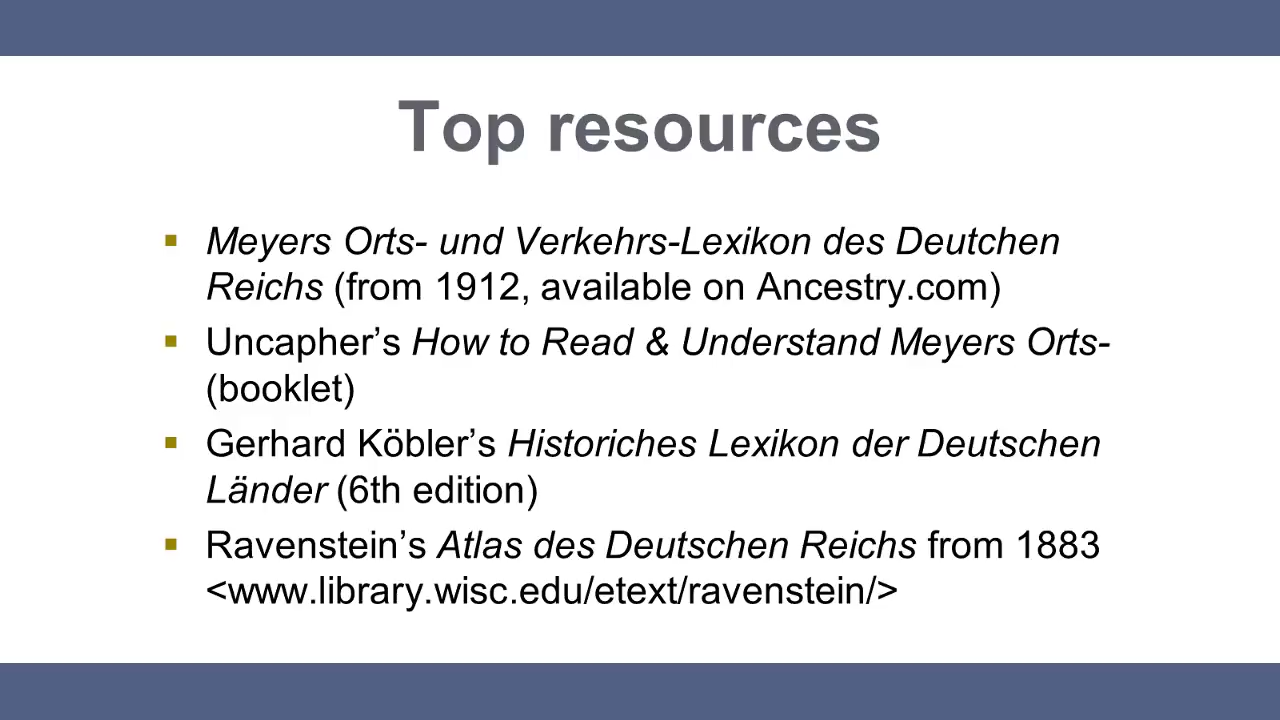 Top resources
Meyers Orts- und Verkehrs-Lexikon des Deutchen
Reichs (from 1912, available on Ancestry.com)
Uncapher’s How to Read & Understand Meyers Orts-
(booklet)
Gerhard Köbler’s Historiches Lexikon der Deutschen
Länder (6th edition)
Ravenstein’s Atlas des Deutschen Reichs from 1883
<www.library.wisc.edu/etext/ravenstein/>